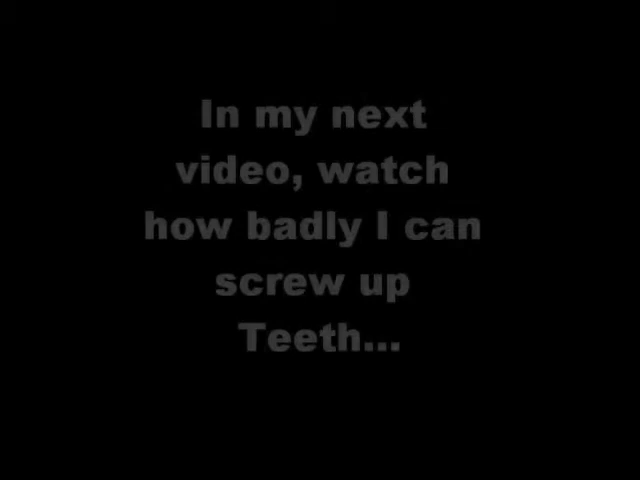 In my next
video, watch
how badly I can
screw up
Teeth...